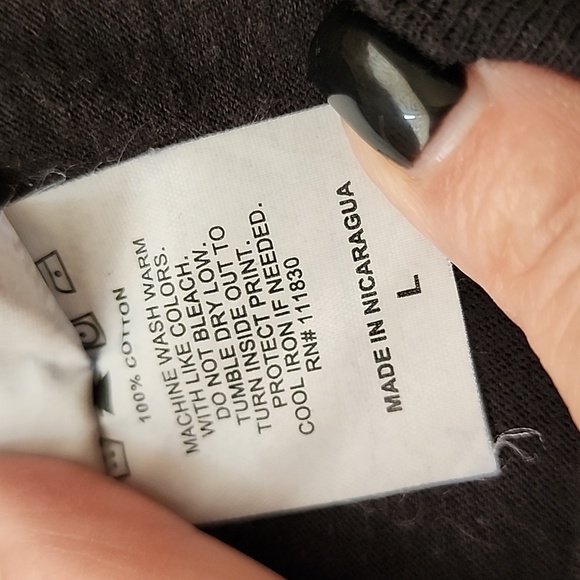 100% COTTON
MACHINE WASH WARM
WITH LIKE COLORS.
DO NOT BLEACH.
TUMBLE DRY LOW.
TURN INSIDE OUT TO
PROTECT PRINT.
COOL IRON IF NEEDED.
RN# 111830
MADE IN NICARAGUA
L